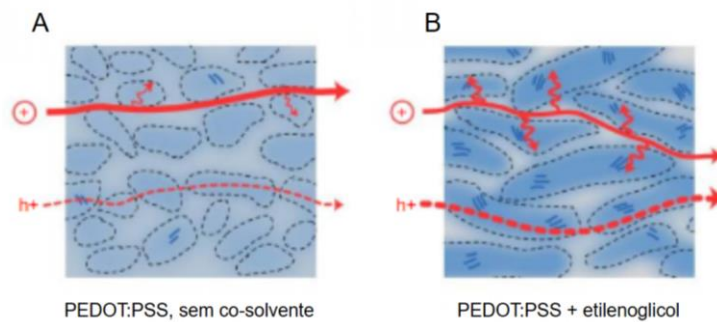 A
B
⊕
⊕
h+
h+
PEDOT:PSS, sem co-solvente
PEDOT:PSS + etilenoglicol